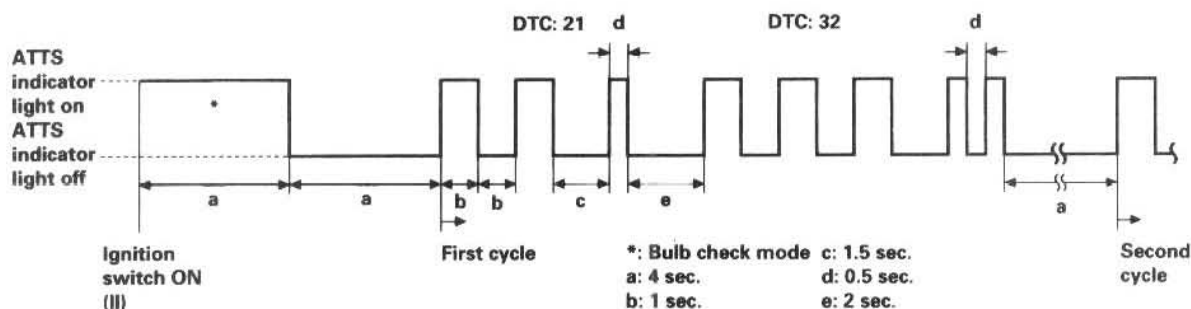 DTC: 21
d
DTC: 32
d
ATTS
indicator
light on
*
ATTS
indicator
light off
a
a
b
b
c
e
a
Ignition
switch ON
(II)
First cycle
*: Bulb check mode
a: 4 sec.
b: 1 sec.
c: 1.5 sec.
d: 0.5 sec.
e: 2 sec.
Second
cycle